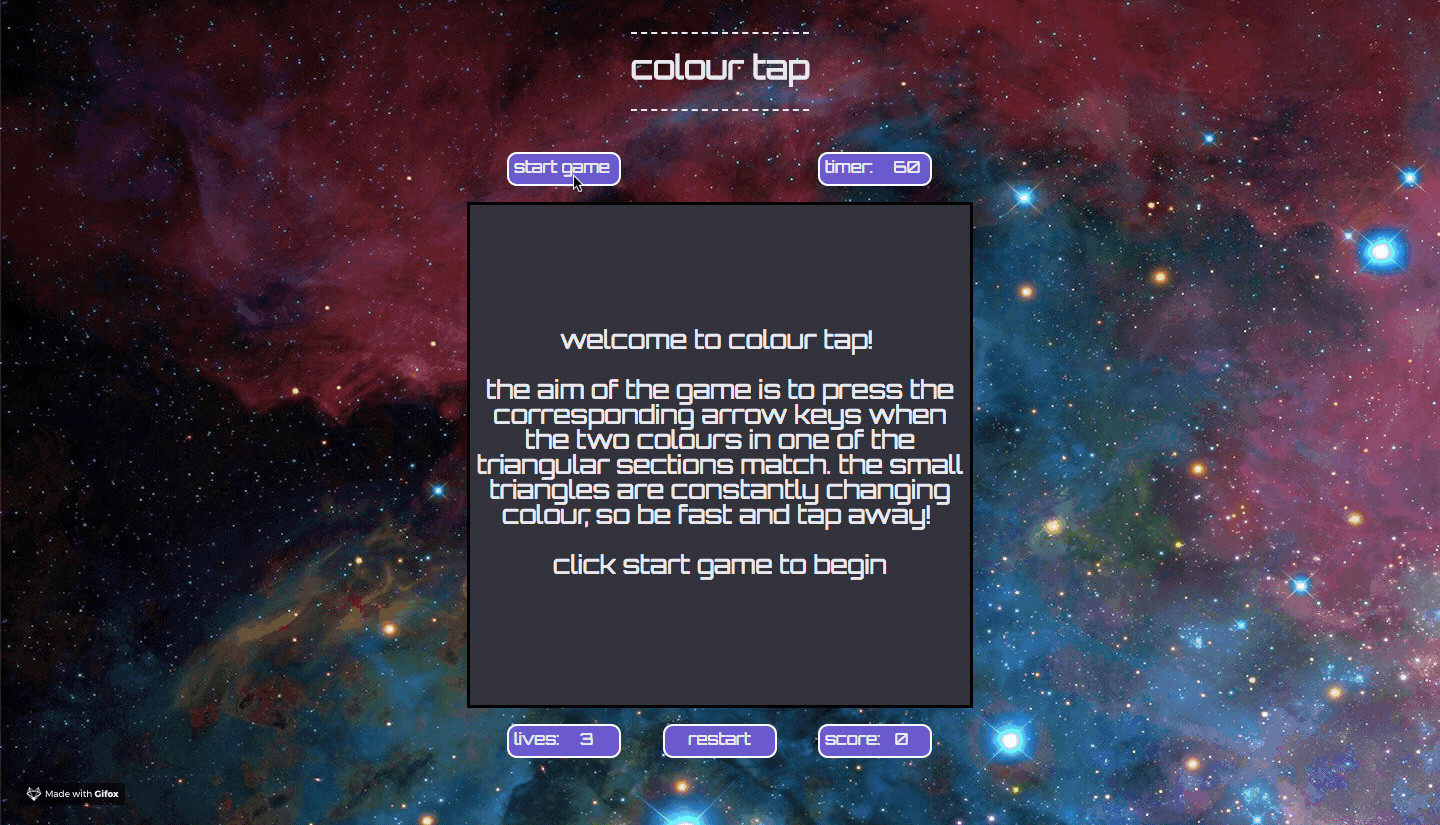 colour tap
start game
timer: 60
welcome to colour tap!
the aim of the game is to press the
corresponding arrow keys when
the two colours in one of the
triangular sections match. the small
triangles are constantly changing
colour, so be fast and tap away!
click start game to begin
lives: 3
restart
score: 0
Made with Gifox